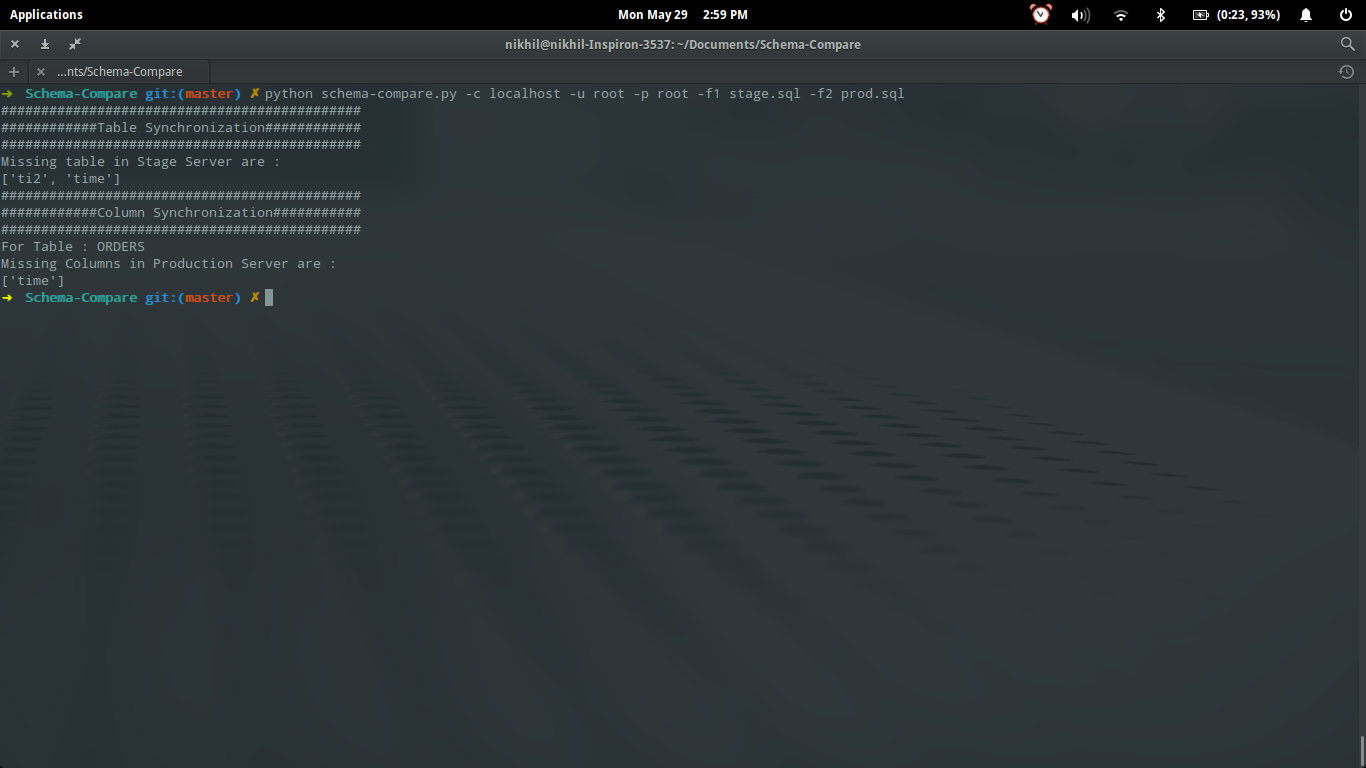 Applications
Mon May 29 2:59 PM
(0:23, 93%)
nikhil@nikhil-Inspiron-3537: ~/Documents/Schema-Compare
...nts/Schema-Compare
➜ Schema-Compare git:(master) ✗ python schema-compare.py -c localhost -u root -p root -f1 stage.sql -f2 prod.sql
#############################################
############Table Synchronization############
#############################################
Missing table in Stage Server are :
['ti2', 'time']
#############################################
############Column Synchronization###########
#############################################
For Table : ORDERS
Missing Columns in Production Server are :
['time']
➜ Schema-Compare git:(master) ✗